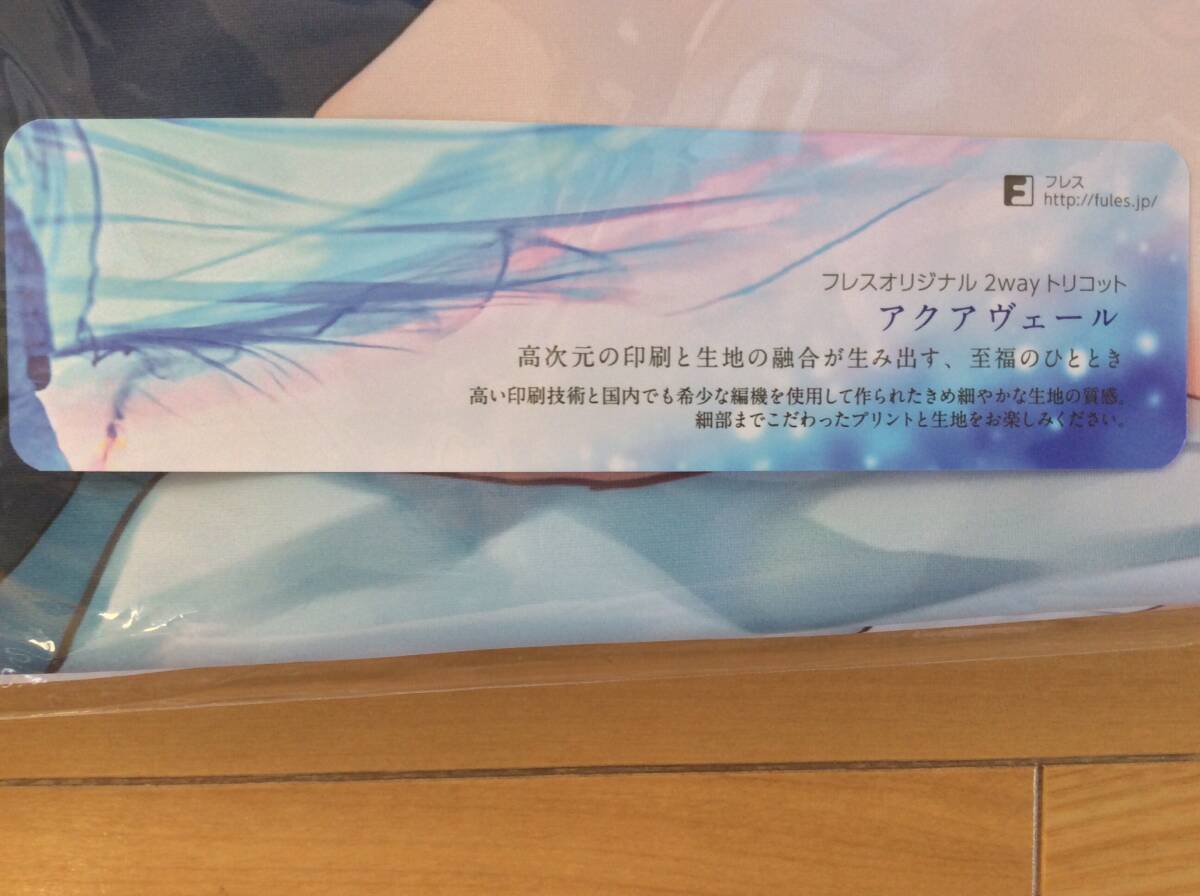 フレス
http://fules.jp/
フレスオリジナル 2way トリコット
アクアヴェール
高次元の印刷と生地の融合が生み出す、至福のひととき
高い印刷技術と国内でも希少な編機を使用して作られたきめ細やかな生地の質感。
細部までこだわったプリントと生地をお楽しみください。